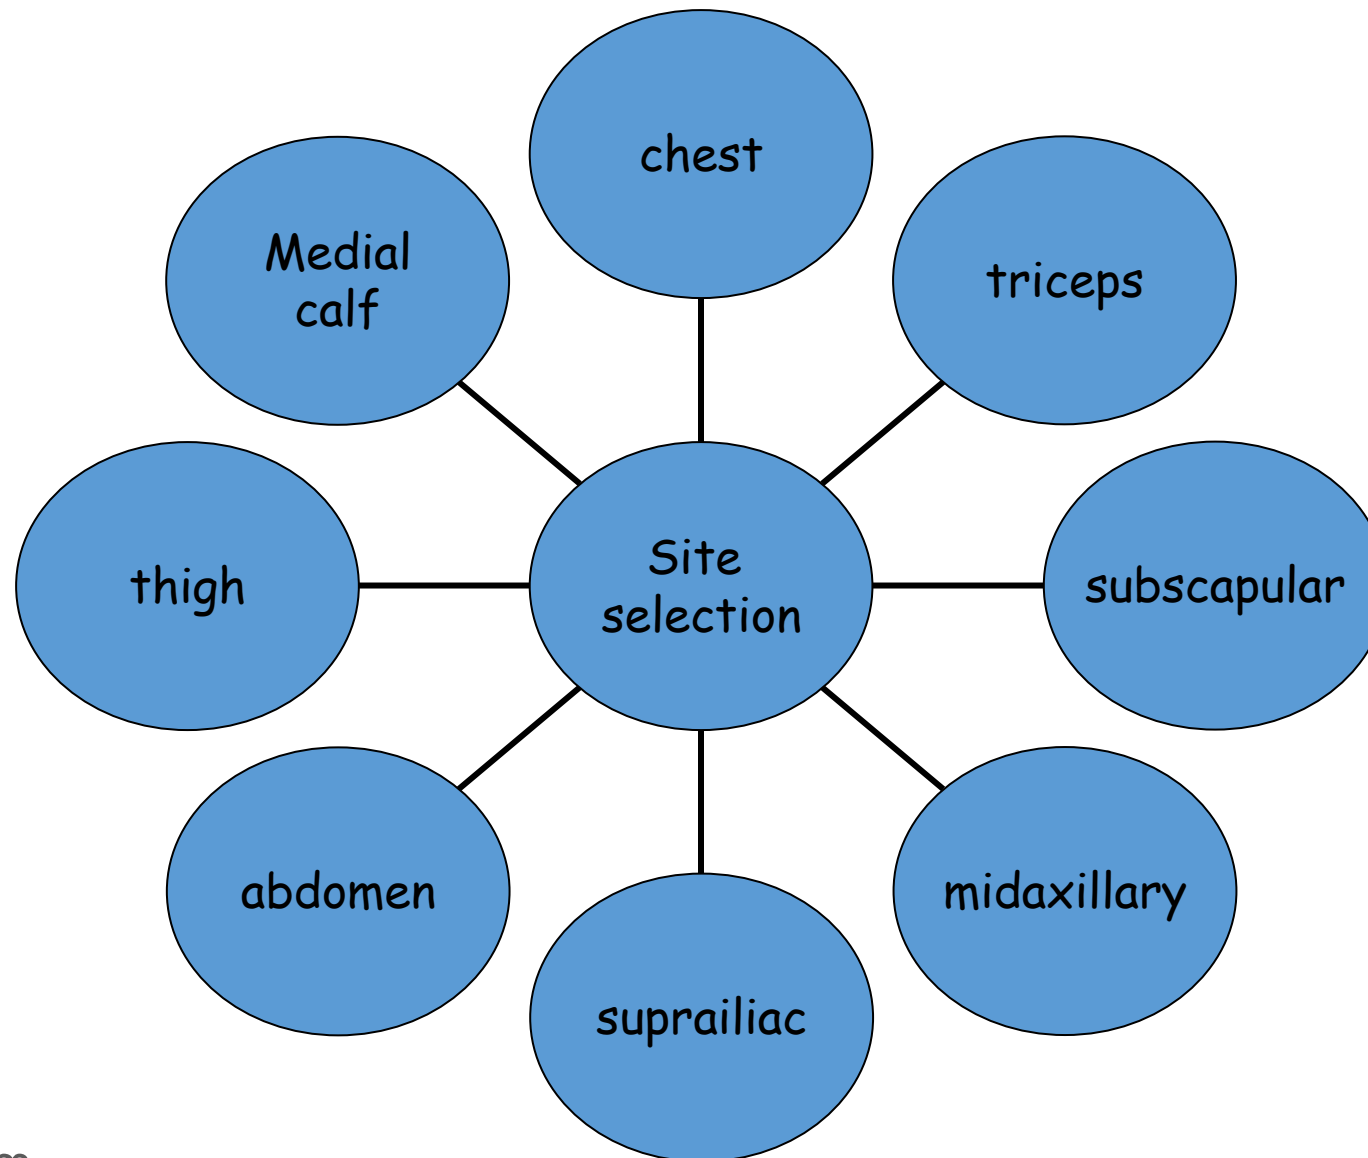 chest
Medial
calf
triceps
Site
selection
thigh
subscapular
abdomen
midaxillary
suprailiac